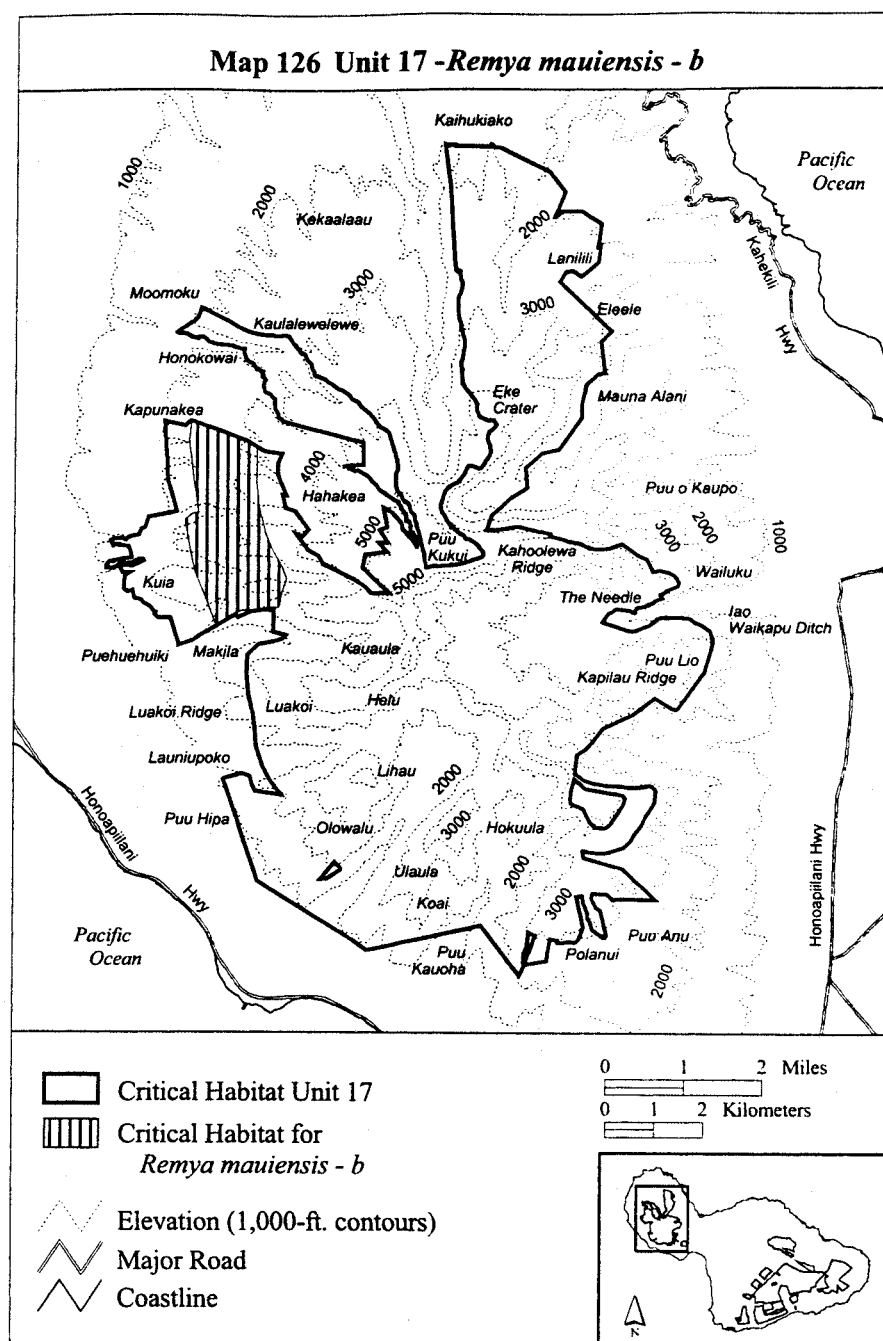 Map 126 Unit 17 -Remya mauiensis - b
Kaihukiako
Pacific
Ocean
1000
2000
Kekaalaau
2000
Lanilili
Kahekili
Hwy
3000
Moomoku
Kaulalewelewe
3000
Eleele
Honokowai
Kapunakea
Eke
Crater
Mauna Alani
4000
Hahakea
Puu o Kaupo
5000
Puu
Kukui
Kahoolewa
Ridge
3000
2000
1000
Kuia
5000
The Needle
Wailuku
Iao
Waikapu Ditch
Puehuehuiki
Makila
Kauaula
Puu Lio
Kapilau Ridge
Luakoi Ridge
Luakoi
Helu
Launiupoko
Lihau
2000
Puu Hipa
Olowalu
3000
Hokuula
Honoapiilani
Hwy
Ulaula
2000
Koai
3000
Honoapiilani Hwy
Pacific
Ocean
Puu
Kauoha
Polanui
Puu Anu
2000
Critical Habitat Unit 17
Critical Habitat for
Remya mauiensis - b
Elevation (1,000-ft. contours)
Major Road
Coastline
0 1 2 Miles
0 1 2 Kilometers
N